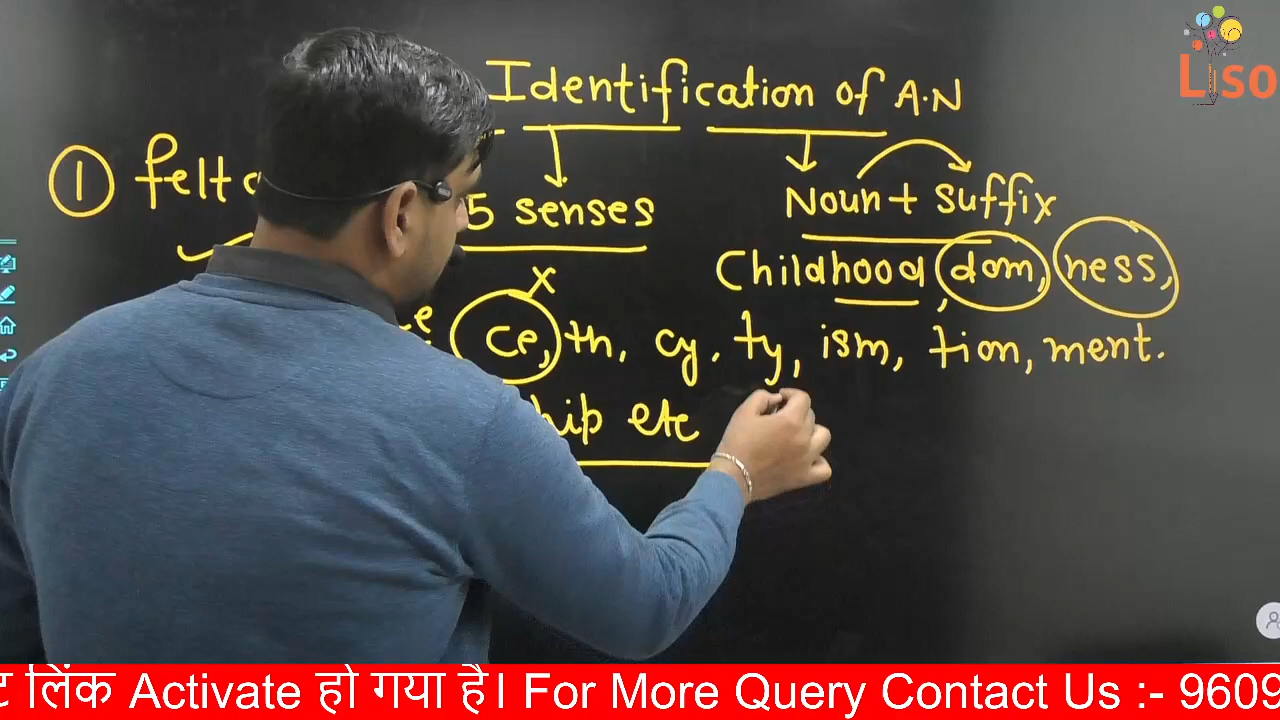 Liso
Identification of A.N
① felt
5 senses
Noun + Suffix
x
Childhood, dom, ness,
ce, th, cy, ty, ism, tion, ment.
hip etc
लिंक Activate हो गया है। For More Query Contact Us :- 9609